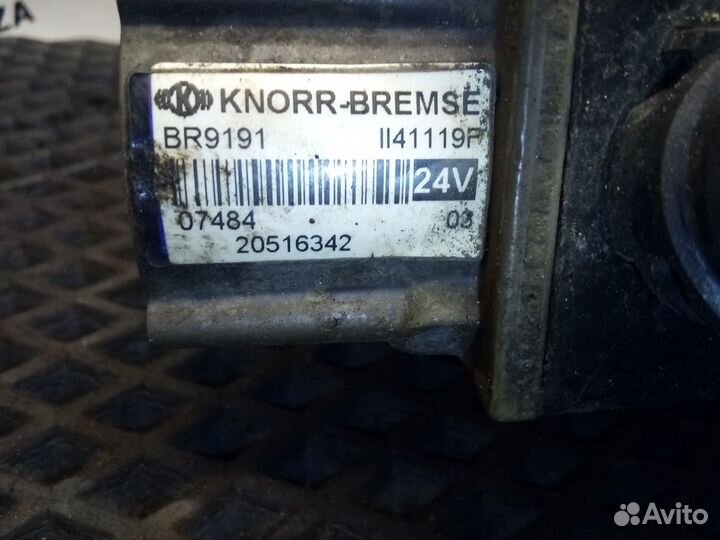 KNORR-BREMSE
BR9191 II41119F
24V
07484 03
20516342
Avito